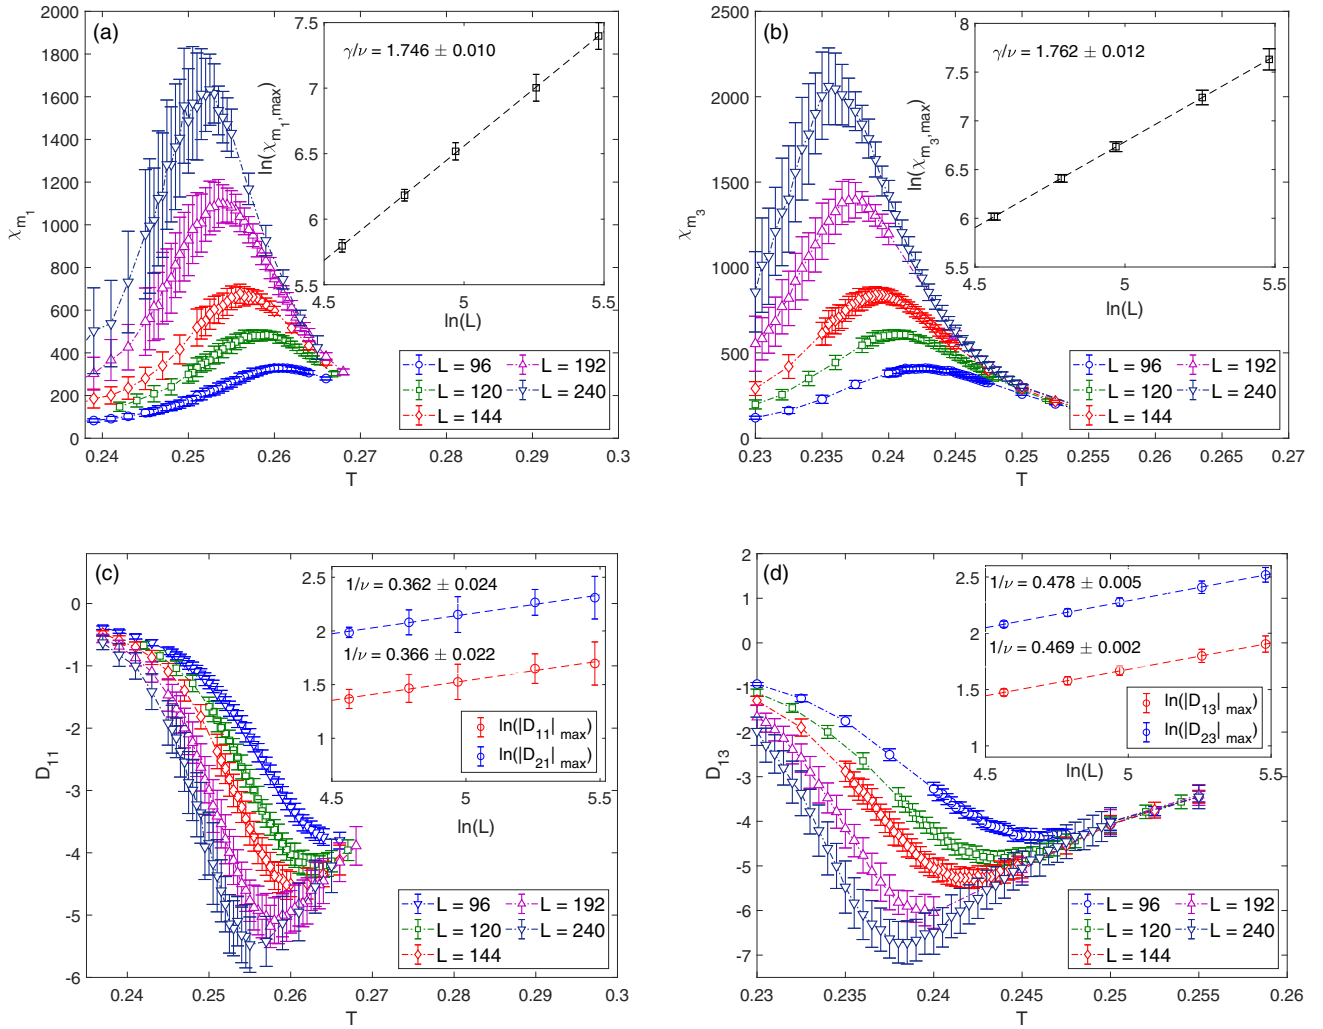 (a)
γ/ν = 1.746 ± 0.010
ln(χ_{m_1,max})
7.5
7
6.5
6
5.5
4.5
5
5.5
ln(L)
2000
1800
1600
1400
1200
1000
800
600
400
200
0
χ_{m_1}
L = 96
L = 120
L = 144
L = 192
L = 240
0.24
0.25
0.26
0.27
0.28
0.29
0.3
T
(b)
γ/ν = 1.762 ± 0.012
ln(χ_{m_3,max})
8
7.5
7
6.5
6
5.5
4.5
5
5.5
ln(L)
2500
2000
1500
1000
500
0
χ_{m_3}
L = 96
L = 120
L = 144
L = 192
L = 240
0.23
0.235
0.24
0.245
0.25
0.255
0.26
0.265
0.27
T
(c)
1/ν = 0.362 ± 0.024
1/ν = 0.366 ± 0.022
2.5
2
1.5
1
4.5
5
5.5
ln(L)
ln(|D_{11}|_{max})
ln(|D_{21}|_{max})
0
-1
-2
-3
-4
-5
-6
D_{11}
L = 96
L = 120
L = 144
L = 192
L = 240
0.24
0.25
0.26
0.27
0.28
0.29
0.3
T
(d)
1/ν = 0.478 ± 0.005
1/ν = 0.469 ± 0.002
2.5
2
1.5
1
4.5
5
5.5
ln(L)
ln(|D_{13}|_{max})
ln(|D_{23}|_{max})
2
1
0
-1
-2
-3
-4
-5
-6
-7
D_{13}
L = 96
L = 120
L = 144
L = 192
L = 240
0.23
0.235
0.24
0.245
0.25
0.255
0.26
T